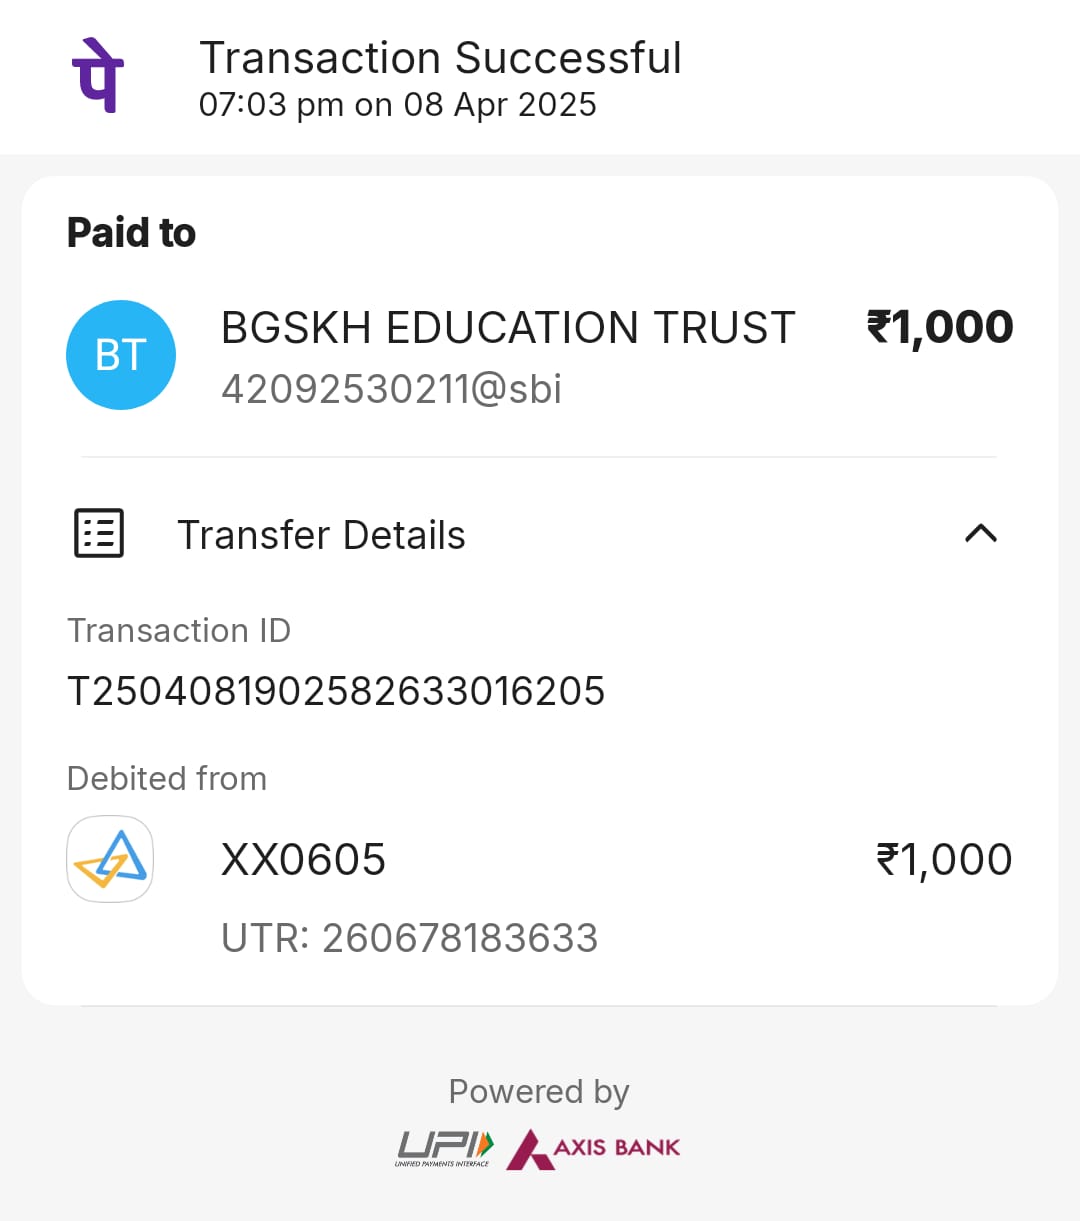 पे
Transaction Successful
07:03 pm on 08 Apr 2025
Paid to
BT
BGSKH EDUCATION TRUST ₹1,000
42092530211@sbi
Transfer Details
Transaction ID
T2504081902582633016205
Debited from
XX0605 ₹1,000
UTR: 260678183633
Powered by
UPI AXIS BANK
UNIFIED PAYMENTS INTERFACE